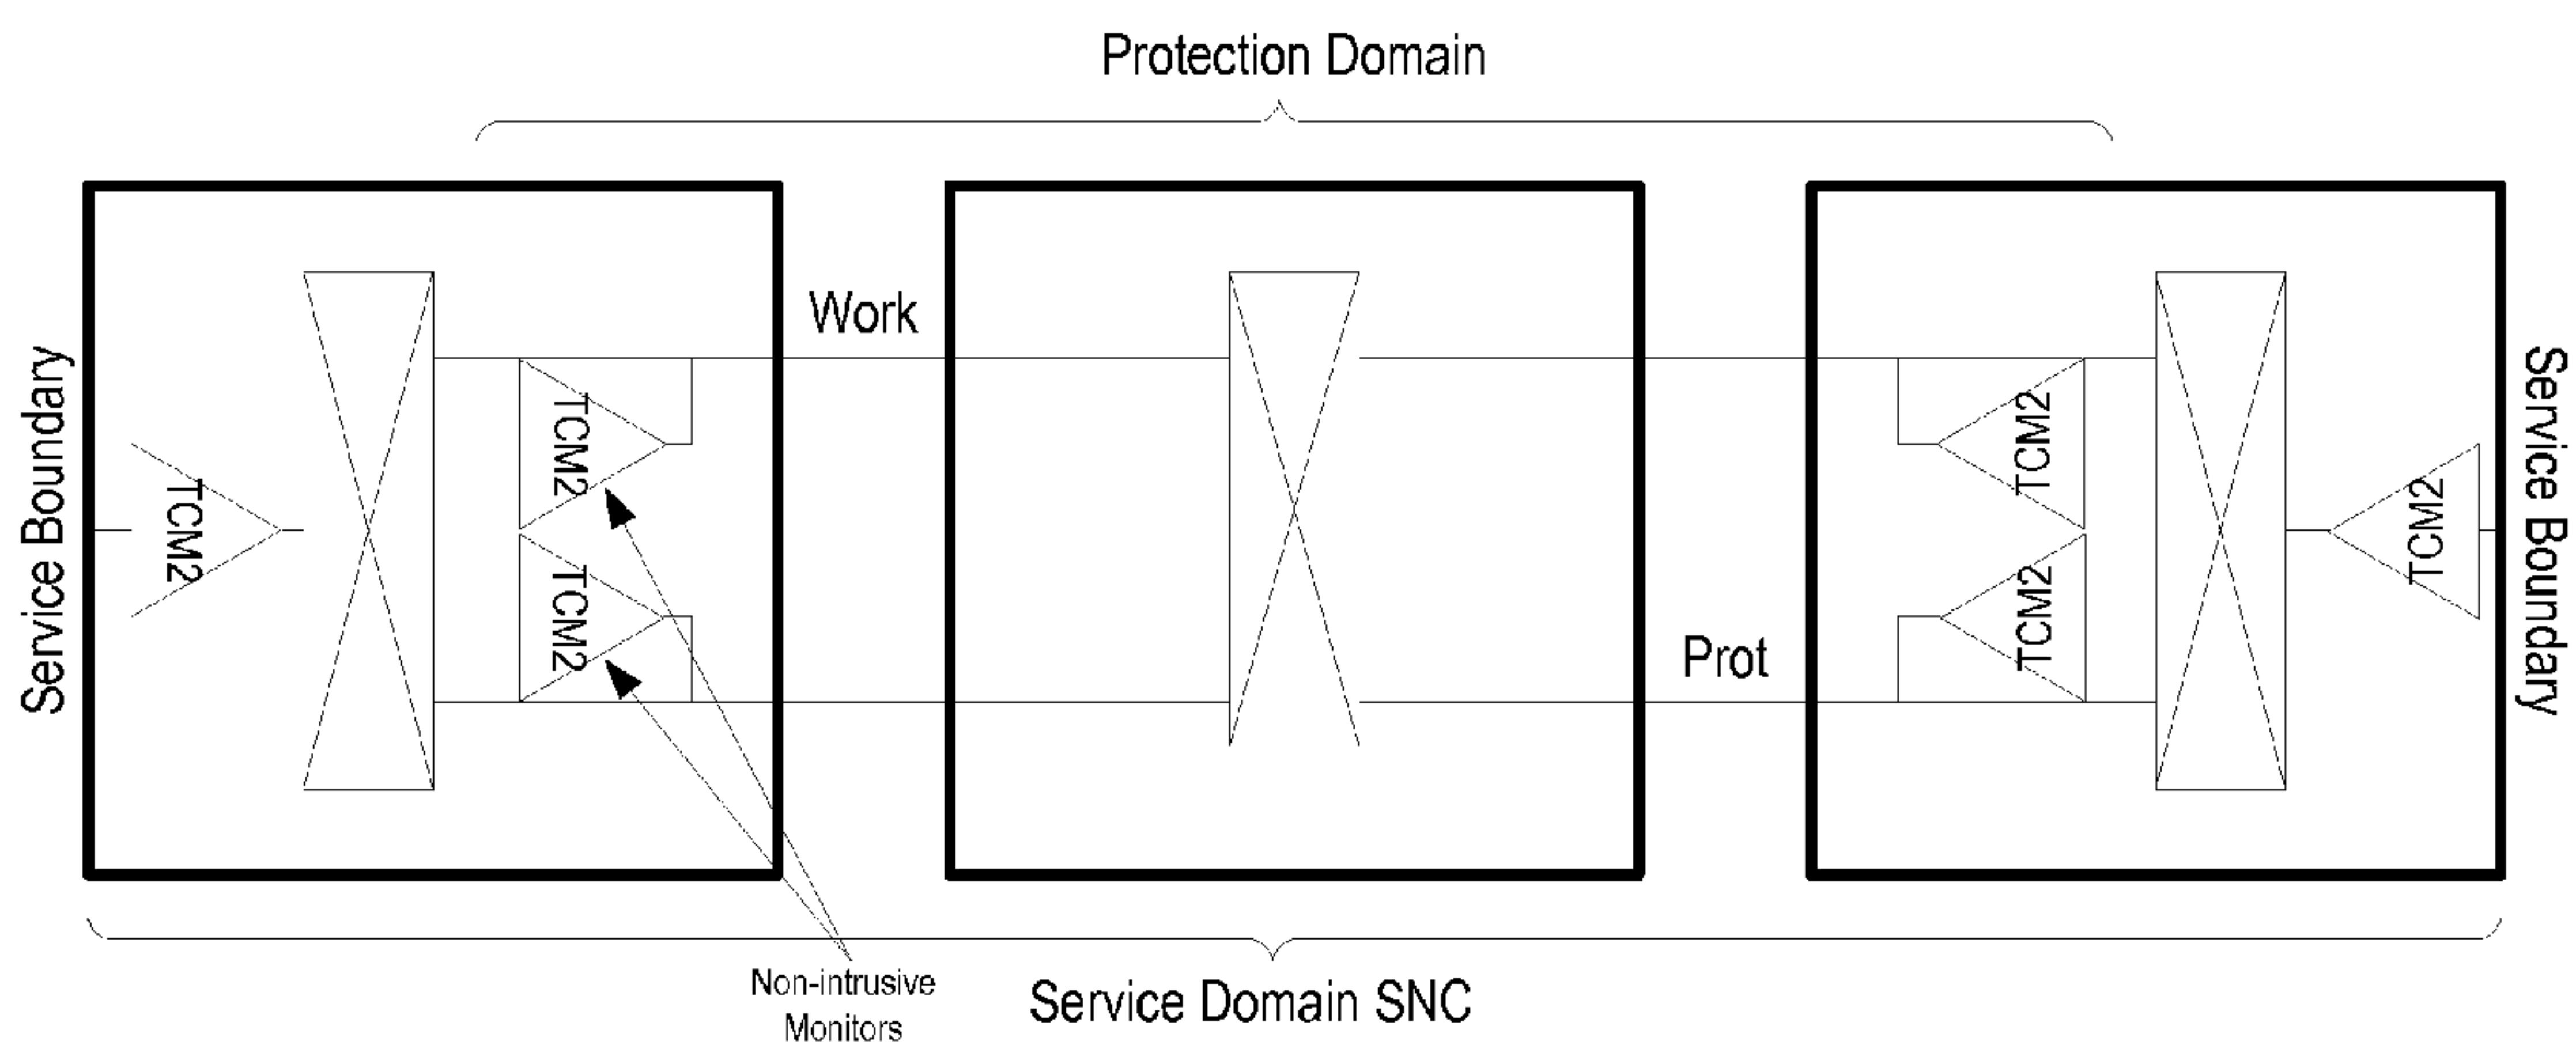 Protection Domain
Work
Service Boundary
TCM2
TCM2
TCM2
Prot
TCM2
TCM2
TCM2
Service Boundary
Non-intrusive
Monitors
Service Domain SNC